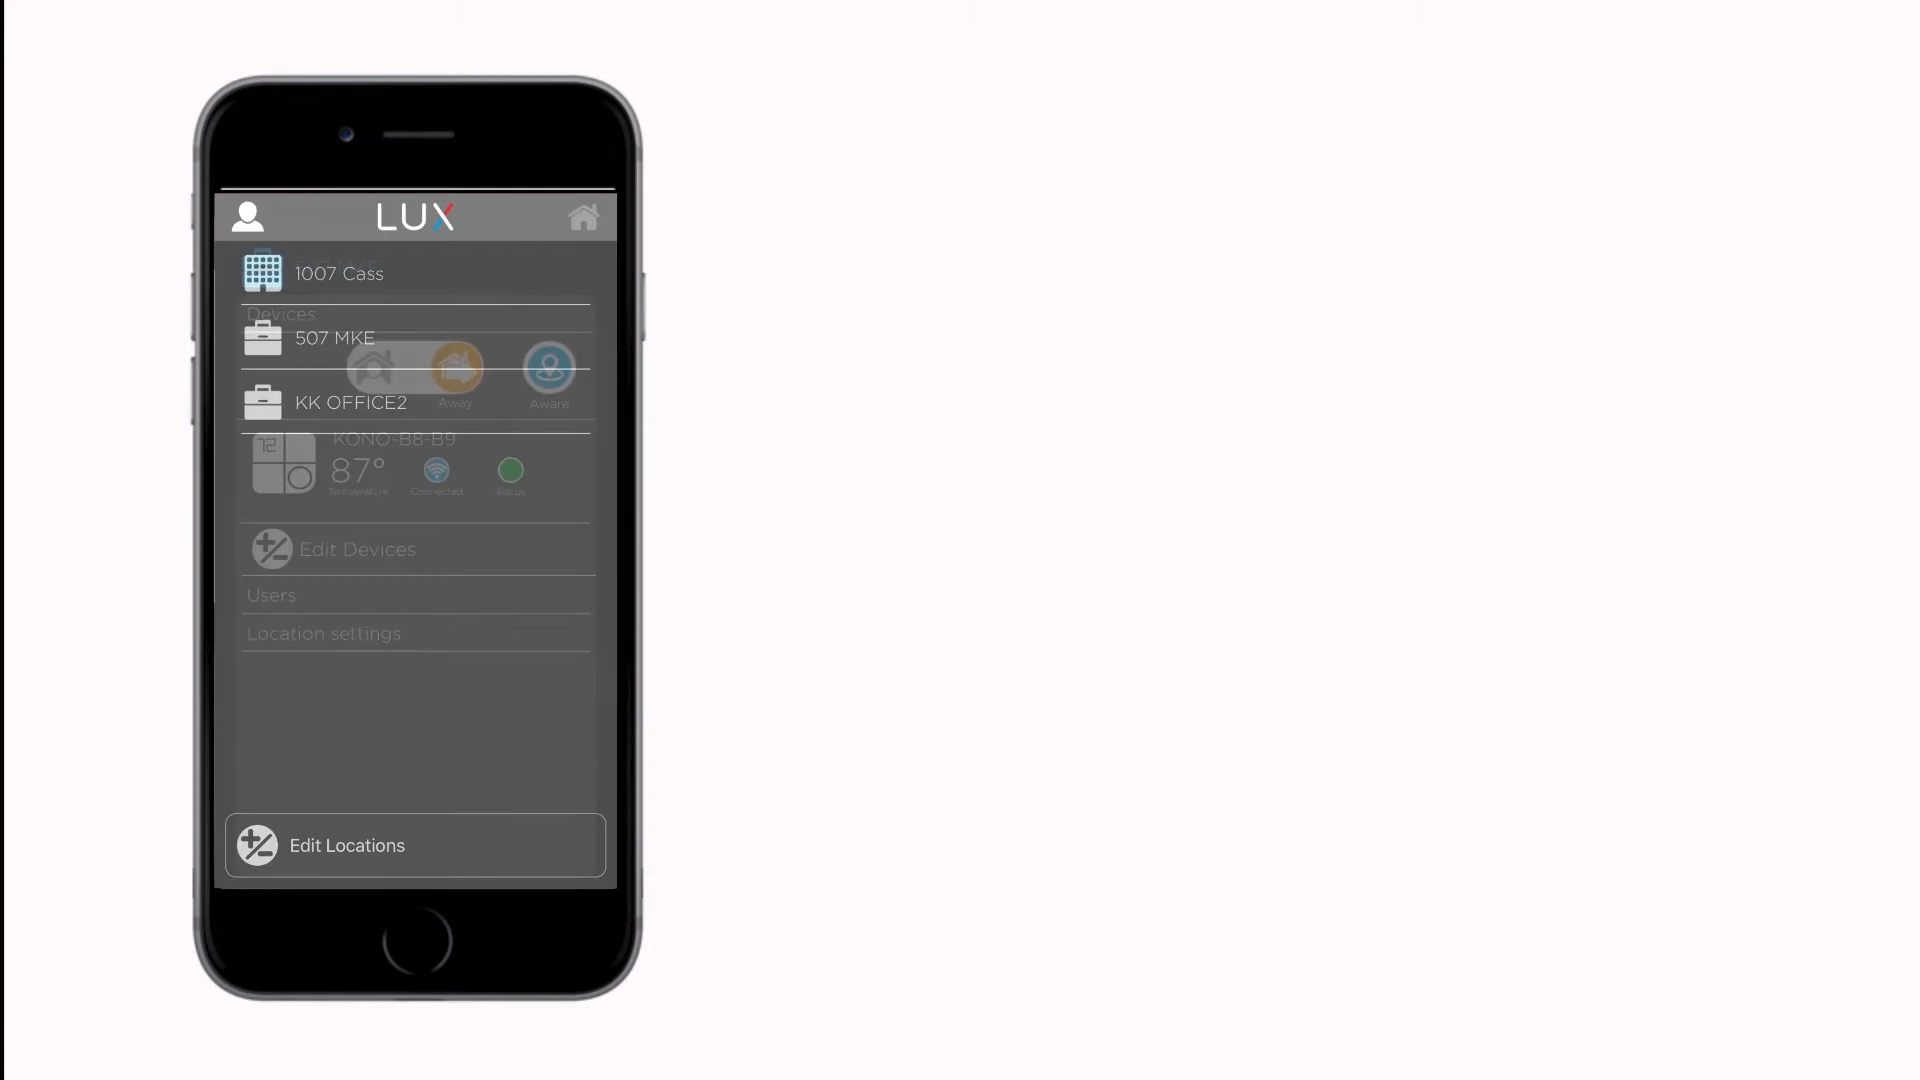 LUX
1007 Cass
Devices
507 MKE
KK OFFICE2
Away
Aware
72
KONO-B8-B9
87°
Temperature
Connected
Status
Edit Devices
Users
Location settings
Edit Locations